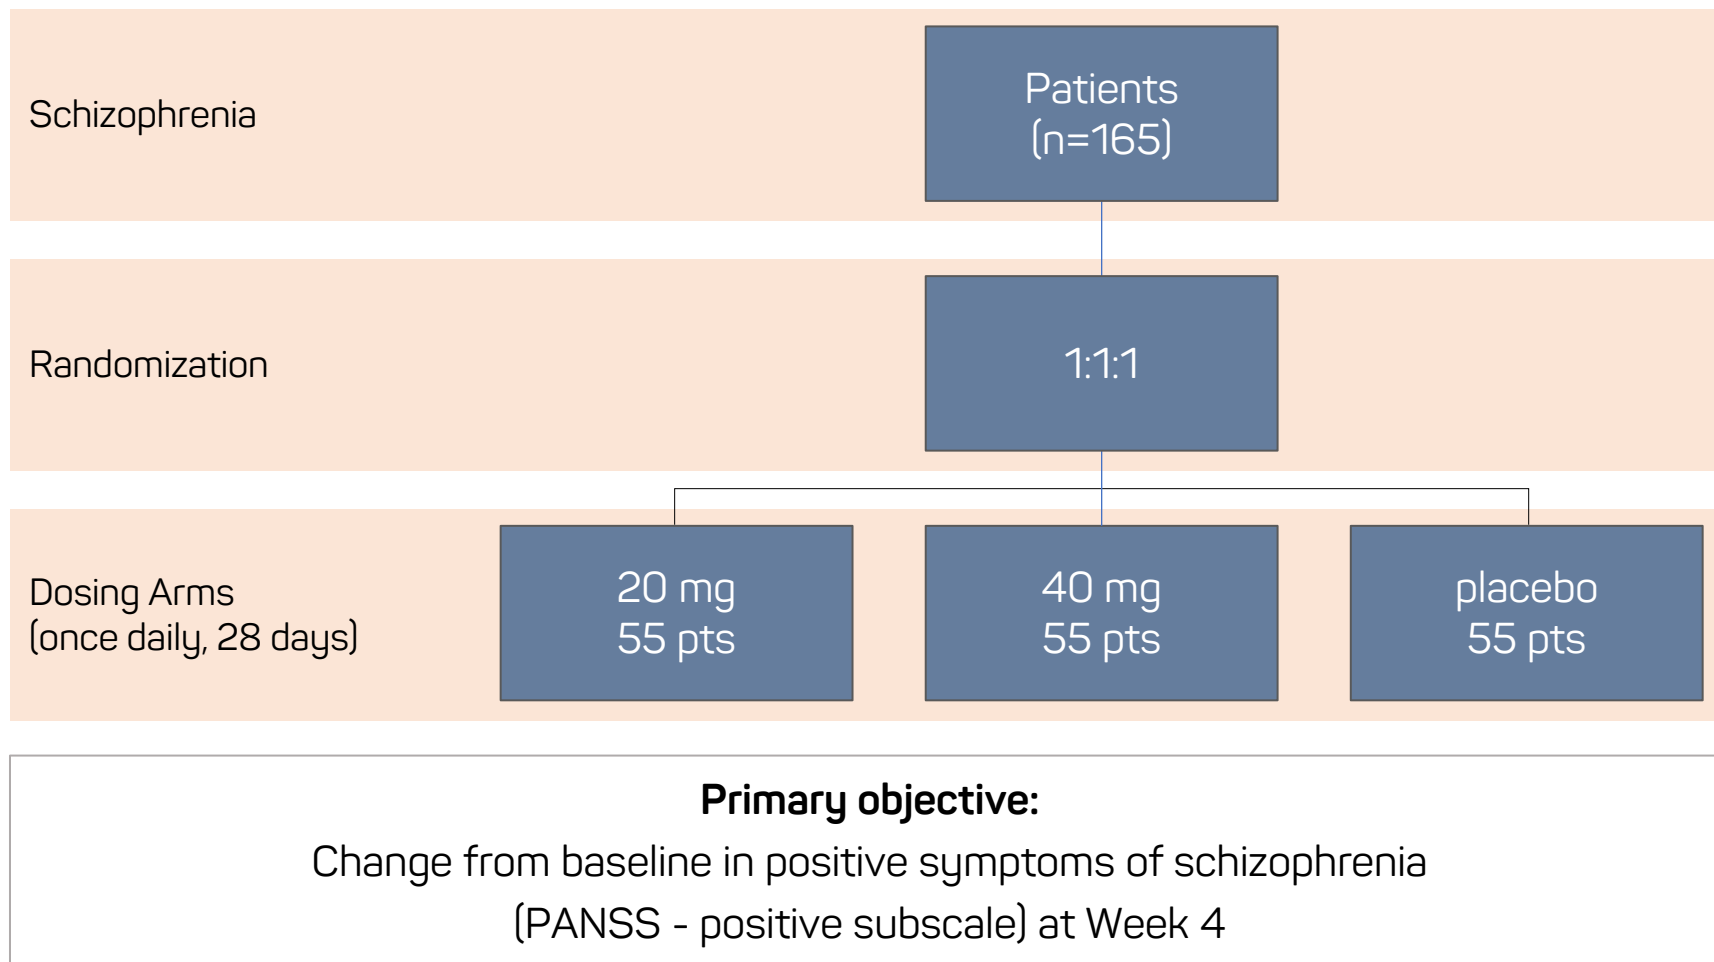 Schizophrenia
Patients
(n=165)
Randomization
1:1:1
Dosing Arms
(once daily, 28 days)
20 mg
55 pts
40 mg
55 pts
placebo
55 pts
Primary objective:
Change from baseline in positive symptoms of schizophrenia
(PANSS - positive subscale) at Week 4